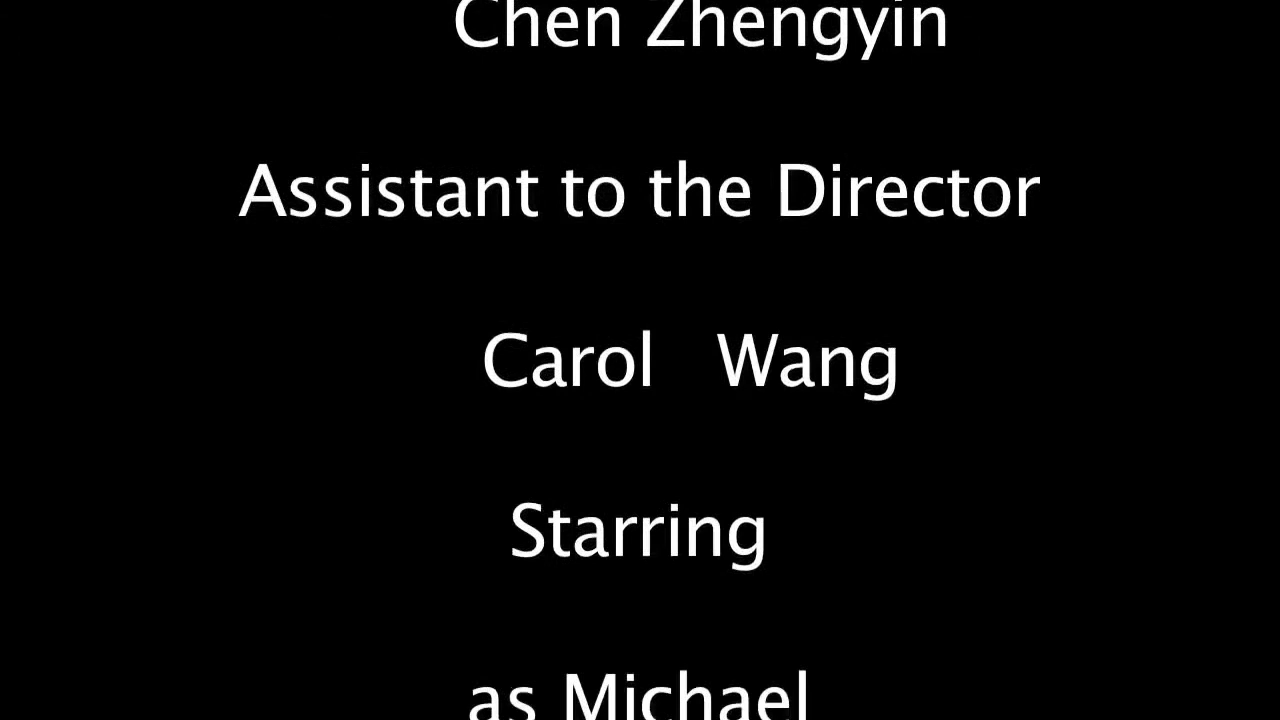 Chen Zhengyin
Assistant to the Director
Carol Wang
Starring
as Michael